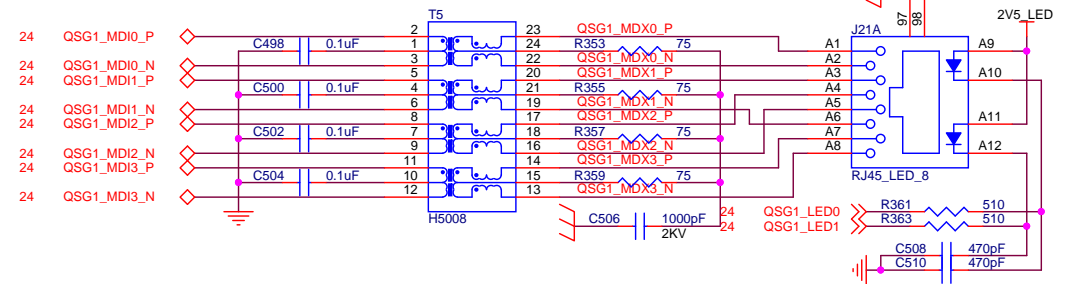 97
98
2V5_LED
T5
J21A
24 QSG1_MDI0_P 2 23 QSG1_MDX0_P
C498 0.1uF 1 24 R353 75 A1 A9
24 QSG1_MDI0_N 3 22 QSG1_MDX0_N A2
24 QSG1_MDI1_P 5 20 QSG1_MDX1_P A3 A10
C500 0.1uF 4 21 R355 75 A4
24 QSG1_MDI1_N 6 19 QSG1_MDX1_N A5
24 QSG1_MDI2_P 8 17 QSG1_MDX2_P A6 A11
C502 0.1uF 7 18 R357 75 A7
24 QSG1_MDI2_N 9 16 QSG1_MDX2_N A8 A12
24 QSG1_MDI3_P 11 14 QSG1_MDX3_P
C504 0.1uF 10 15 R359 75 RJ45_LED_8
24 QSG1_MDI3_N 12 13 QSG1_MDX3_N
H5008
C506 1000pF
2KV
24 QSG1_LED0 R361 510
24 QSG1_LED1 R363 510
C508 470pF
C510 470pF